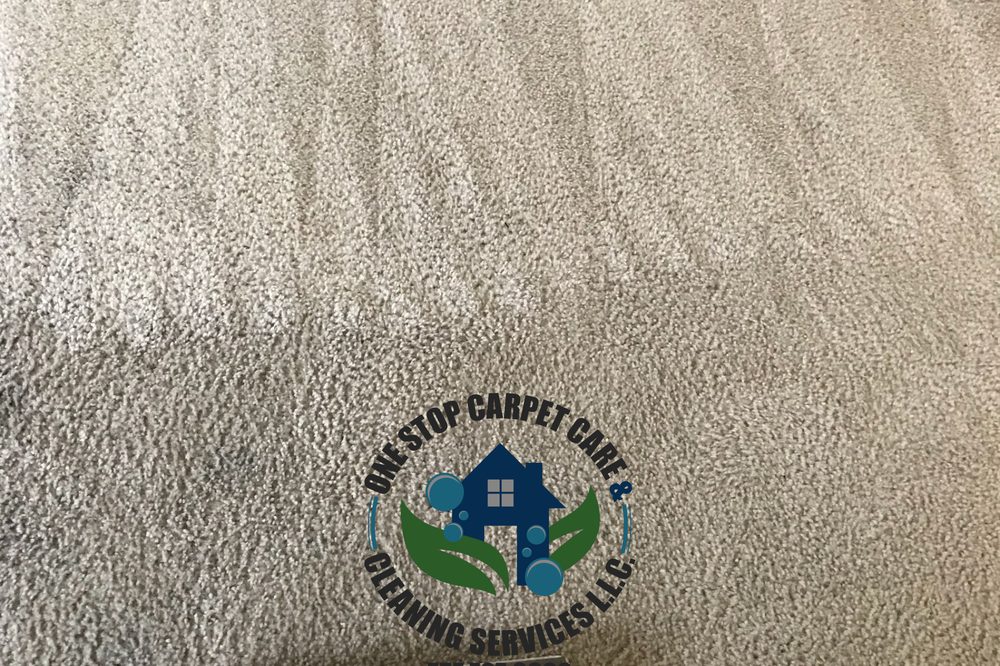 ONE STOP CARPET CARE &
CLEANING SERVICES L.L.C.